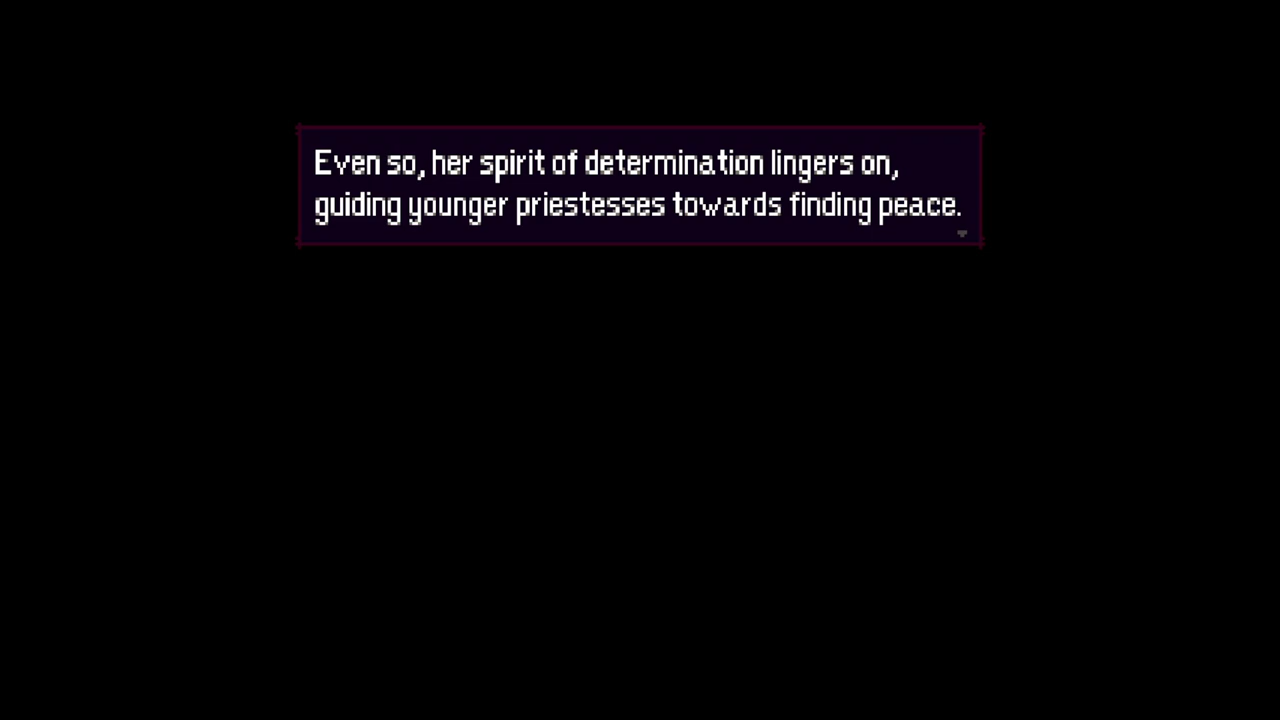 Even so, her spirit of determination lingers on,
guiding younger priestesses towards finding peace.